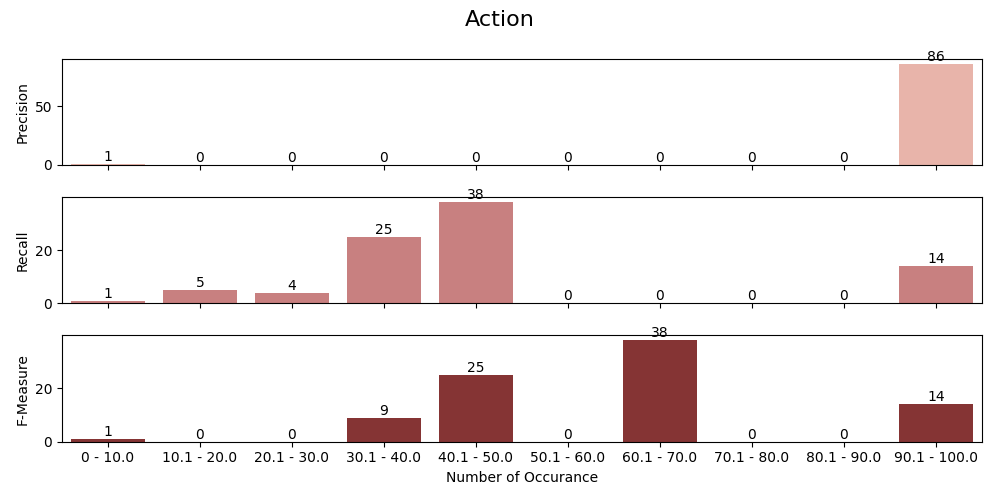 Action
Precision
50
0
1 0 0 0 0 0 0 0 0 86
Recall
20
0
1 5 4 25 38 0 0 0 0 14
F-Measure
20
0
1 0 0 9 25 0 38 0 0 14
0 - 10.0 10.1 - 20.0 20.1 - 30.0 30.1 - 40.0 40.1 - 50.0 50.1 - 60.0 60.1 - 70.0 70.1 - 80.0 80.1 - 90.0 90.1 - 100.0
Number of Occurance